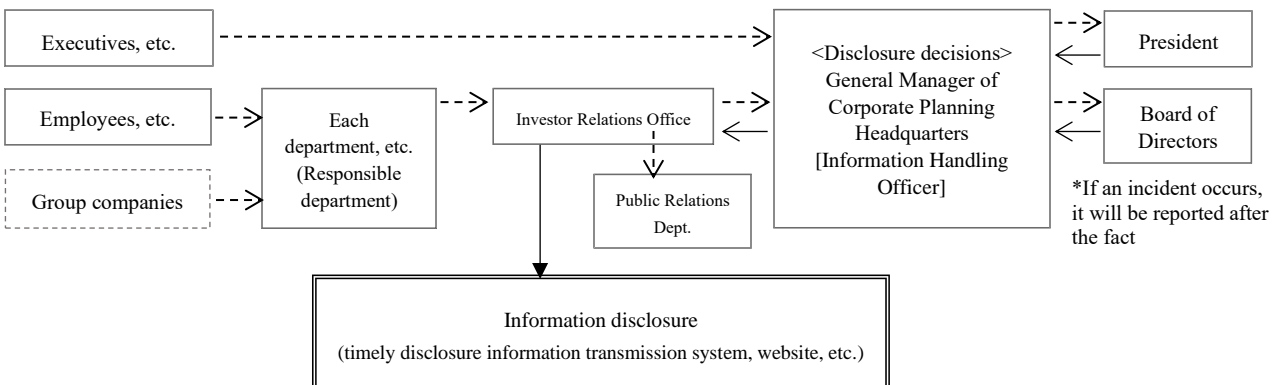 Executives, etc.
Employees, etc.
Group companies
Each
department, etc.
(Responsible
department)
Investor Relations Office
Public Relations
Dept.
<Disclosure decisions>
General Manager of
Corporate Planning
Headquarters
[Information Handling
Officer]
President
Board of
Directors
*If an incident occurs,
it will be reported after
the fact
Information disclosure
(timely disclosure information transmission system, website, etc.)